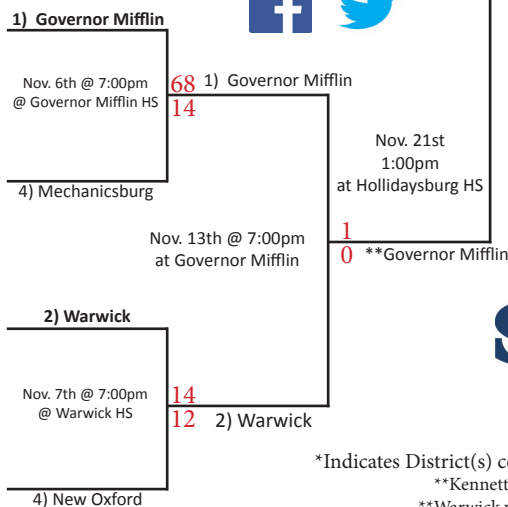 1) Governor Mifflin
Nov. 6th @ 7:00pm
@ Governor Mifflin HS
68
14
1) Governor Mifflin
4) Mechanicsburg
Nov. 21st
1:00pm
at Hollidaysburg HS
Nov. 13th @ 7:00pm
at Governor Mifflin
1
0
**Governor Mifflin
2) Warwick
Nov. 7th @ 7:00pm
@ Warwick HS
14
12
2) Warwick
4) New Oxford
*Indicates District(s)
**Kennett
**Warwick